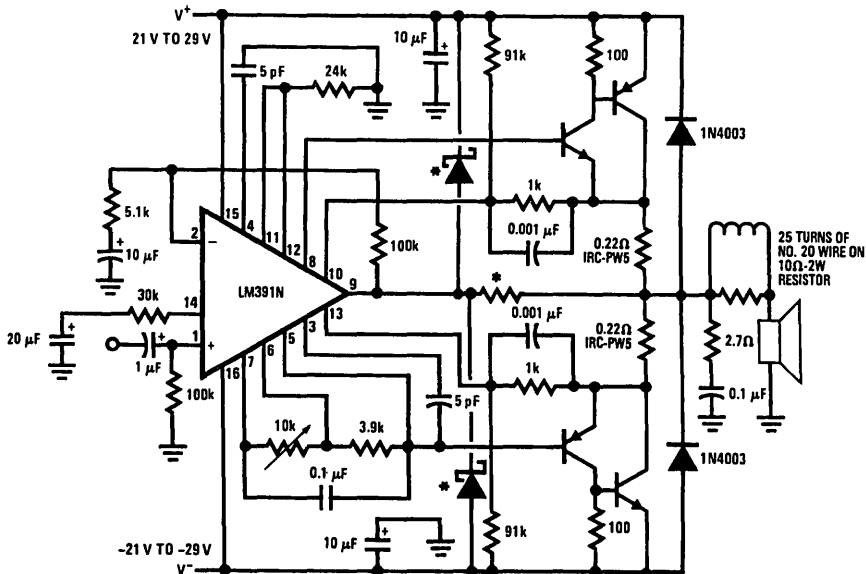 V+
21 V TO 29 V
5 pF
24k
10 µF
+
91k
100
1N4003
*
5.1k
+
10 µF
2
−
15
4
11
12
8
10
9
13
LM391N
100k
1k
0.001 µF
0.22Ω
IRC-PW5
*
25 TURNS OF
NO. 20 WIRE ON
10Ω-2W
RESISTOR
30k
14
+
20 µF
+
1 µF
1
+
100k
16
7
6
5
3
0.001 µF
1k
0.22Ω
IRC-PW5
2.7Ω
0.1 µF
5 pF
10k
3.9k
0.1 µF
*
1N4003
91k
100
10 µF
+
−21 V TO −29 V
V−